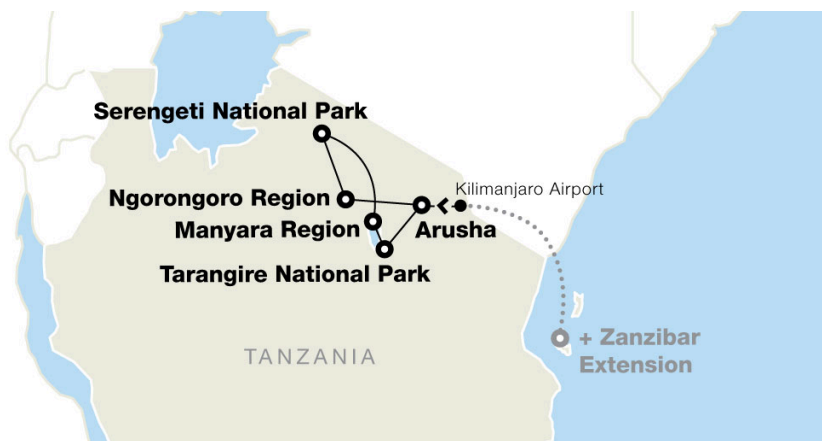 Serengeti National Park
Kilimanjaro Airport
Ngorongoro Region
Manyara Region
Arusha
Tarangire National Park
+ Zanzibar
Extension
TANZANIA